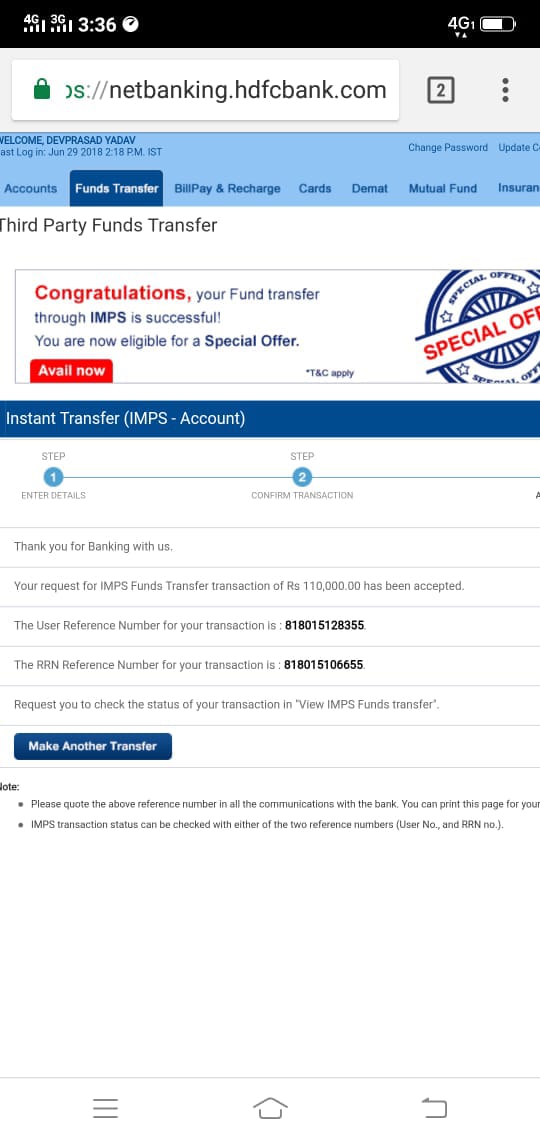 4G 3G 3:36 4G1
ps://netbanking.hdfcbank.com 2
WELCOME, DEVPRASAD YADAV
ast Log in: Jun 29 2018 2:18 P.M. IST Change Password Update C
Accounts Funds Transfer BillPay & Recharge Cards Demat Mutual Fund Insuran
Third Party Funds Transfer
Congratulations, your Fund transfer
through IMPS is successful!
You are now eligible for a Special Offer.
Avail now *T&C apply
SPECIAL OFFER
SPECIAL OFF
SPECIAL OFF
Instant Transfer (IMPS - Account)
STEP STEP
1 2
ENTER DETAILS CONFIRM TRANSACTION A
Thank you for Banking with us.
Your request for IMPS Funds Transfer transaction of Rs 110,000.00 has been accepted.
The User Reference Number for your transaction is : 818015128355.
The RRN Reference Number for your transaction is : 818015106655.
Request you to check the status of your transaction in "View IMPS Funds transfer".
Make Another Transfer
Note:
• Please quote the above reference number in all the communications with the bank. You can print this page for your
• IMPS transaction status can be checked with either of the two reference numbers (User No., and RRN no.).